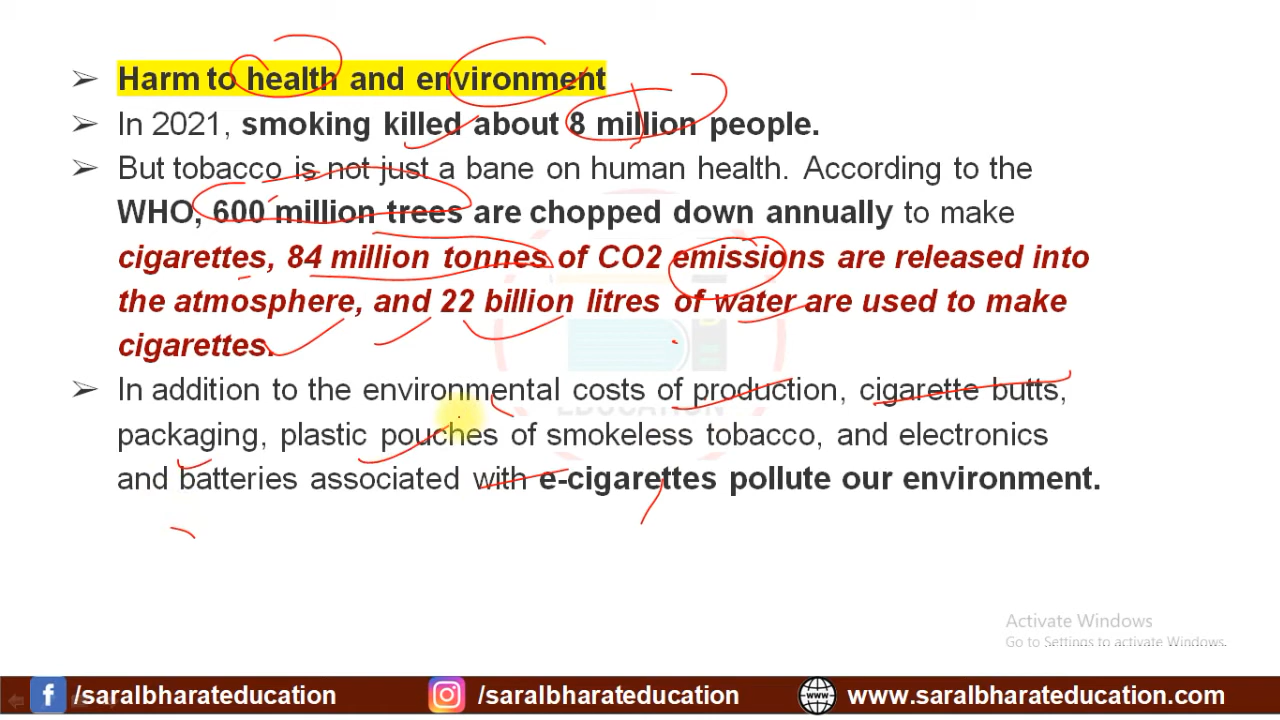 ➢ Harm to health and environment
➢ In 2021, smoking killed about 8 million people.
➢ But tobacco is not just a bane on human health. According to the
WHO, 600 million trees are chopped down annually to make
cigarettes, 84 million tonnes of CO2 emissions are released into
the atmosphere, and 22 billion litres of water are used to make
cigarettes.
➢ In addition to the environmental costs of production, cigarette butts,
packaging, plastic pouches of smokeless tobacco, and electronics
and batteries associated with e-cigarettes pollute our environment.
EDUCATION
Activate Windows
Go to Settings to activate Windows.
/saralbharateducation
/saralbharateducation
www.saralbharateducation.com